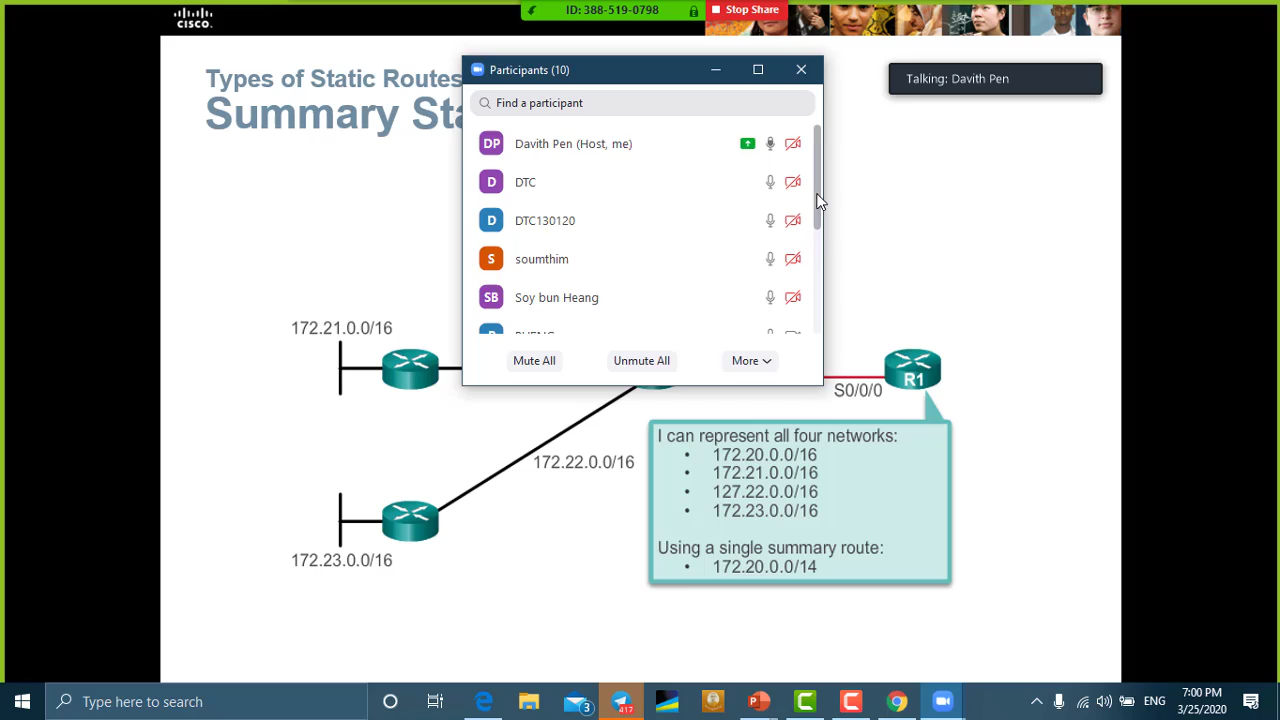 CISCO.
ID: 388-519-0798
Stop Share
Types of Static Routes
Summary Sta
Participants (10)
Find a participant
DP Davith Pen (Host, me)
D DTC
D DTC130120
S soumthim
SB Soy bun Heang
Mute All
Unmute All
More
Talking: Davith Pen
172.21.0.0/16
S0/0/0
R1
172.22.0.0/16
172.23.0.0/16
I can represent all four networks:
• 172.20.0.0/16
• 172.21.0.0/16
• 127.22.0.0/16
• 172.23.0.0/16
Using a single summary route:
• 172.20.0.0/14
Type here to search
3
417
ENG
7:00 PM
3/25/2020